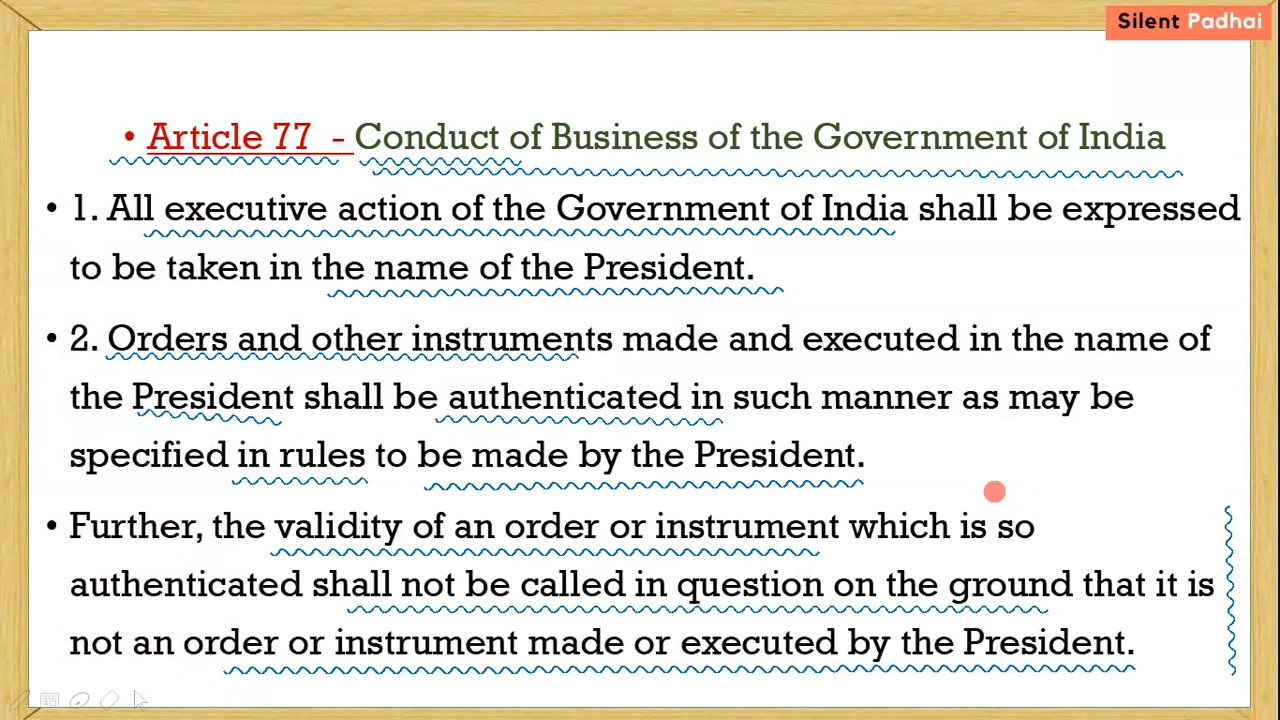 Silent Padhai
• Article 77 - Conduct of Business of the Government of India
• 1. All executive action of the Government of India shall be expressed
to be taken in the name of the President.
• 2. Orders and other instruments made and executed in the name of
the President shall be authenticated in such manner as may be
specified in rules to be made by the President.
• Further, the validity of an order or instrument which is so
authenticated shall not be called in question on the ground that it is
not an order or instrument made or executed by the President.